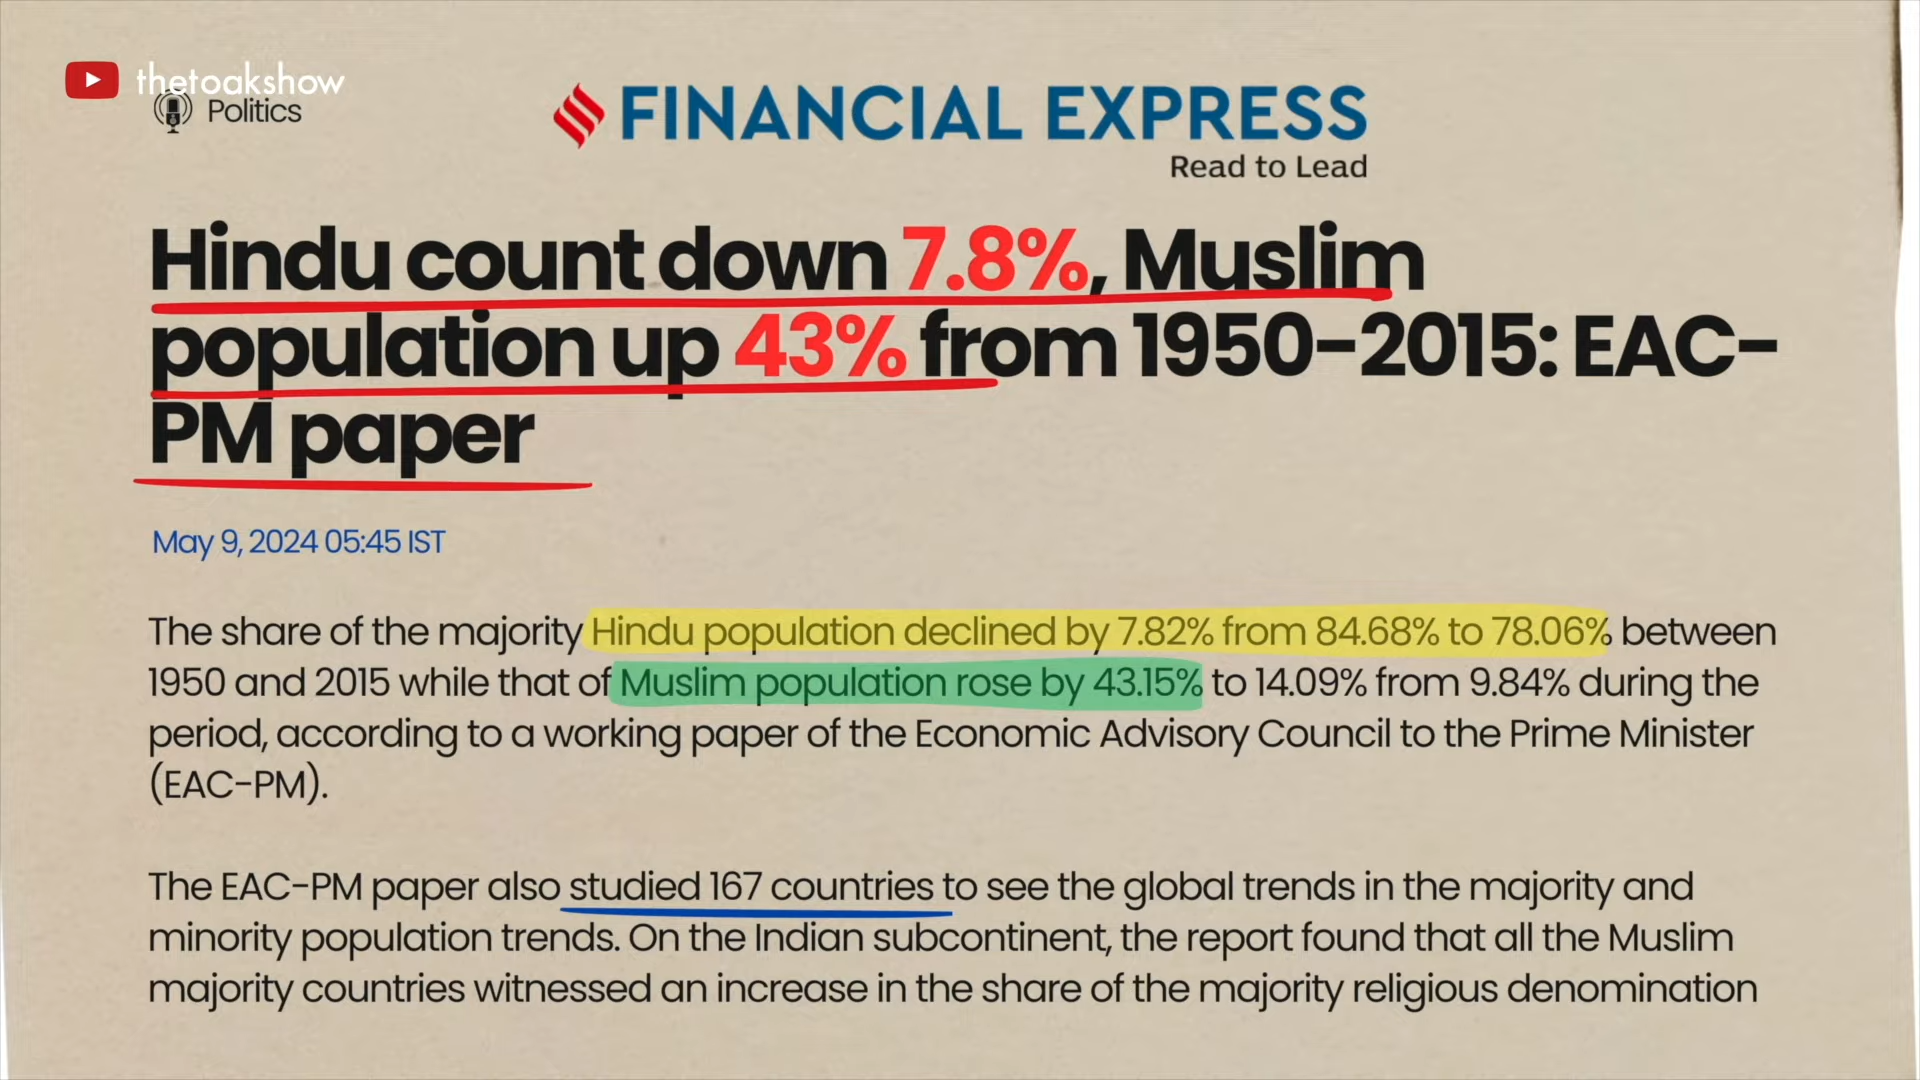 thetoakshow
Politics
FINANCIAL EXPRESS
Read to Lead
Hindu count down 7.8%, Muslim
population up 43% from 1950-2015: EAC-
PM paper
May 9, 2024 05:45 IST
The share of the majority Hindu population declined by 7.82% from 84.68% to 78.06% between
1950 and 2015 while that of Muslim population rose by 43.15% to 14.09% from 9.84% during the
period, according to a working paper of the Economic Advisory Council to the Prime Minister
(EAC-PM).
The EAC-PM paper also studied 167 countries to see the global trends in the majority and
minority population trends. On the Indian subcontinent, the report found that all the Muslim
majority countries witnessed an increase in the share of the majority religious denomination